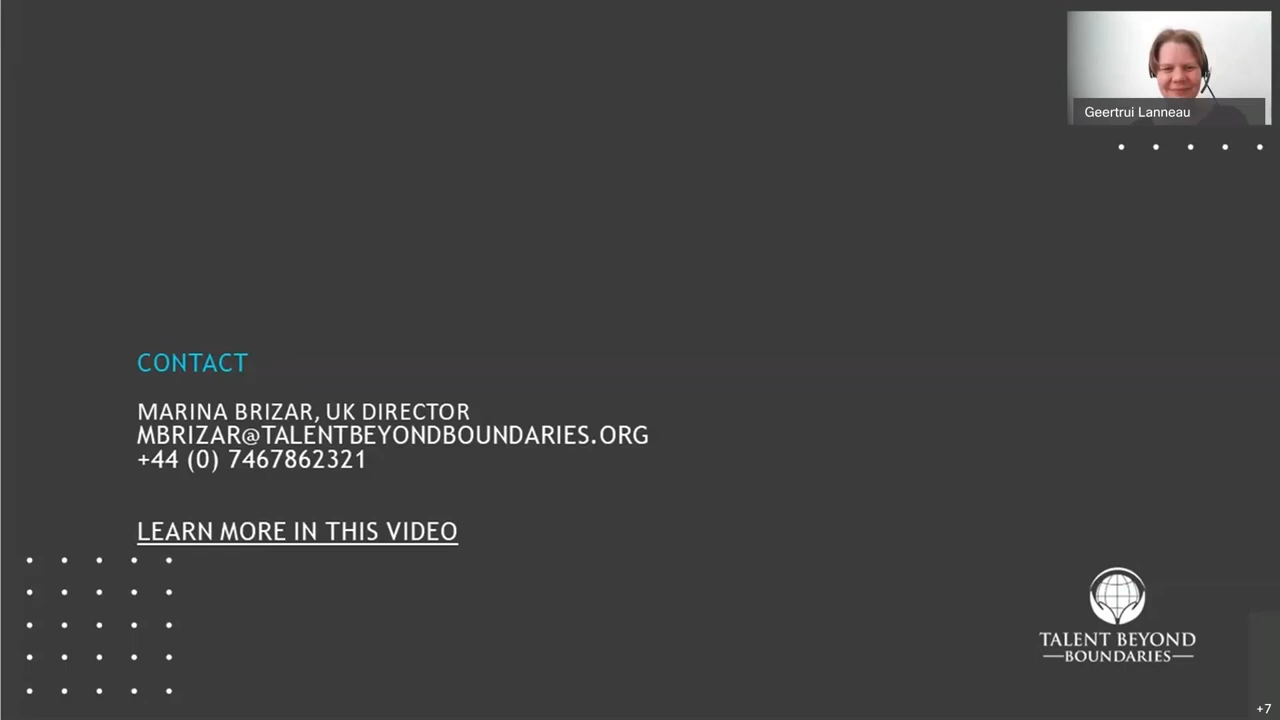 Geertrui Lanneau
CONTACT
MARINA BRIZAR, UK DIRECTOR
MBRIZAR@TALENTBEYONDBOUNDARIES.ORG
+44 (0) 7467862321
LEARN MORE IN THIS VIDEO
TALENT BEYOND
BOUNDARIES
+7